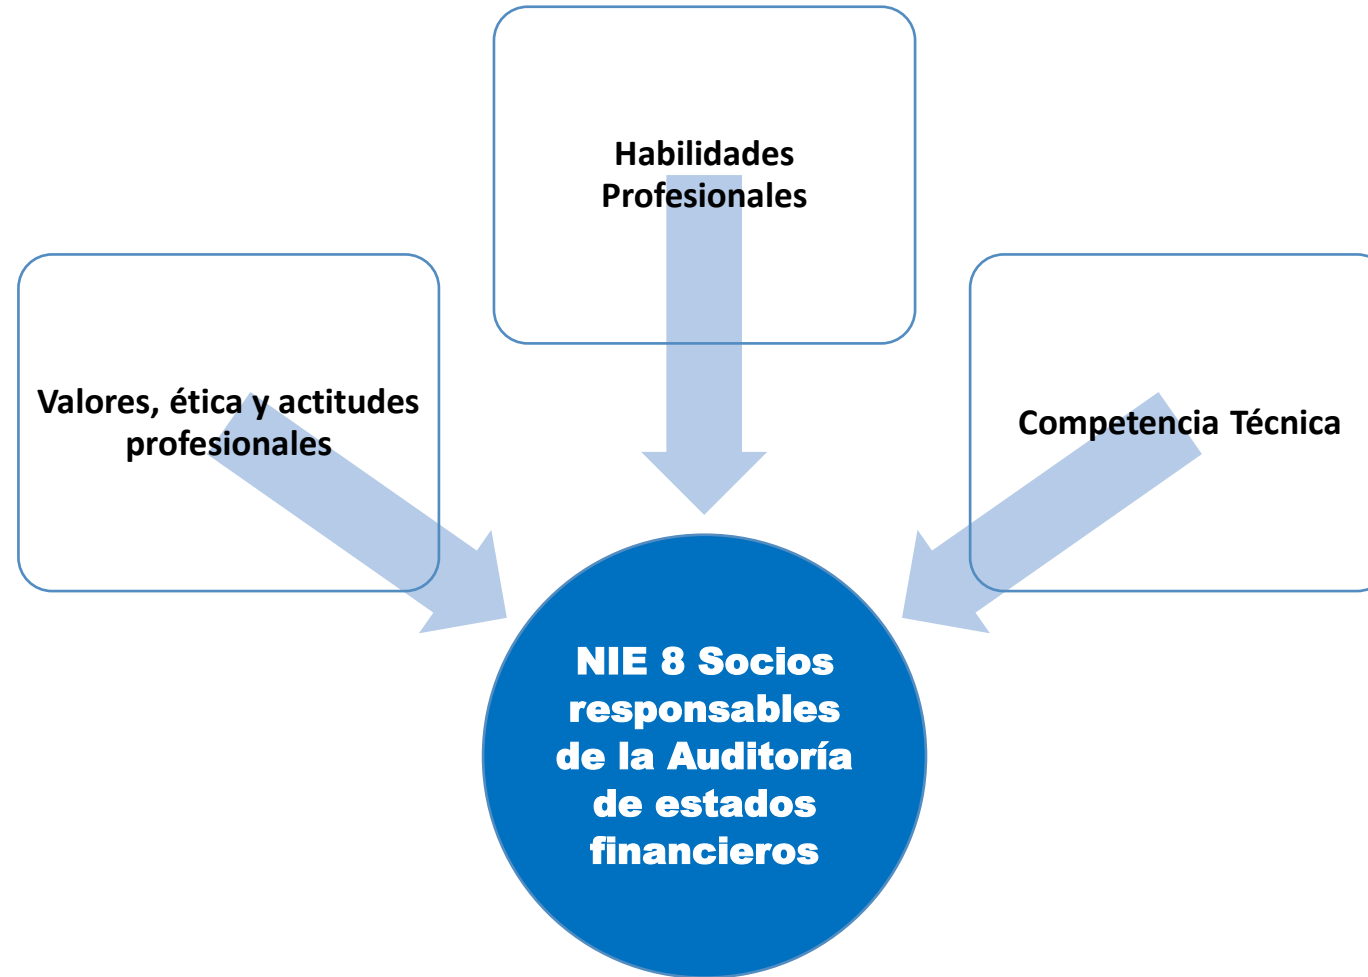 Habilidades
Profesionales
Valores, ética y actitudes
profesionales
Competencia Técnica
NIE 8 Socios
responsables
de la Auditoría
de estados
financieros